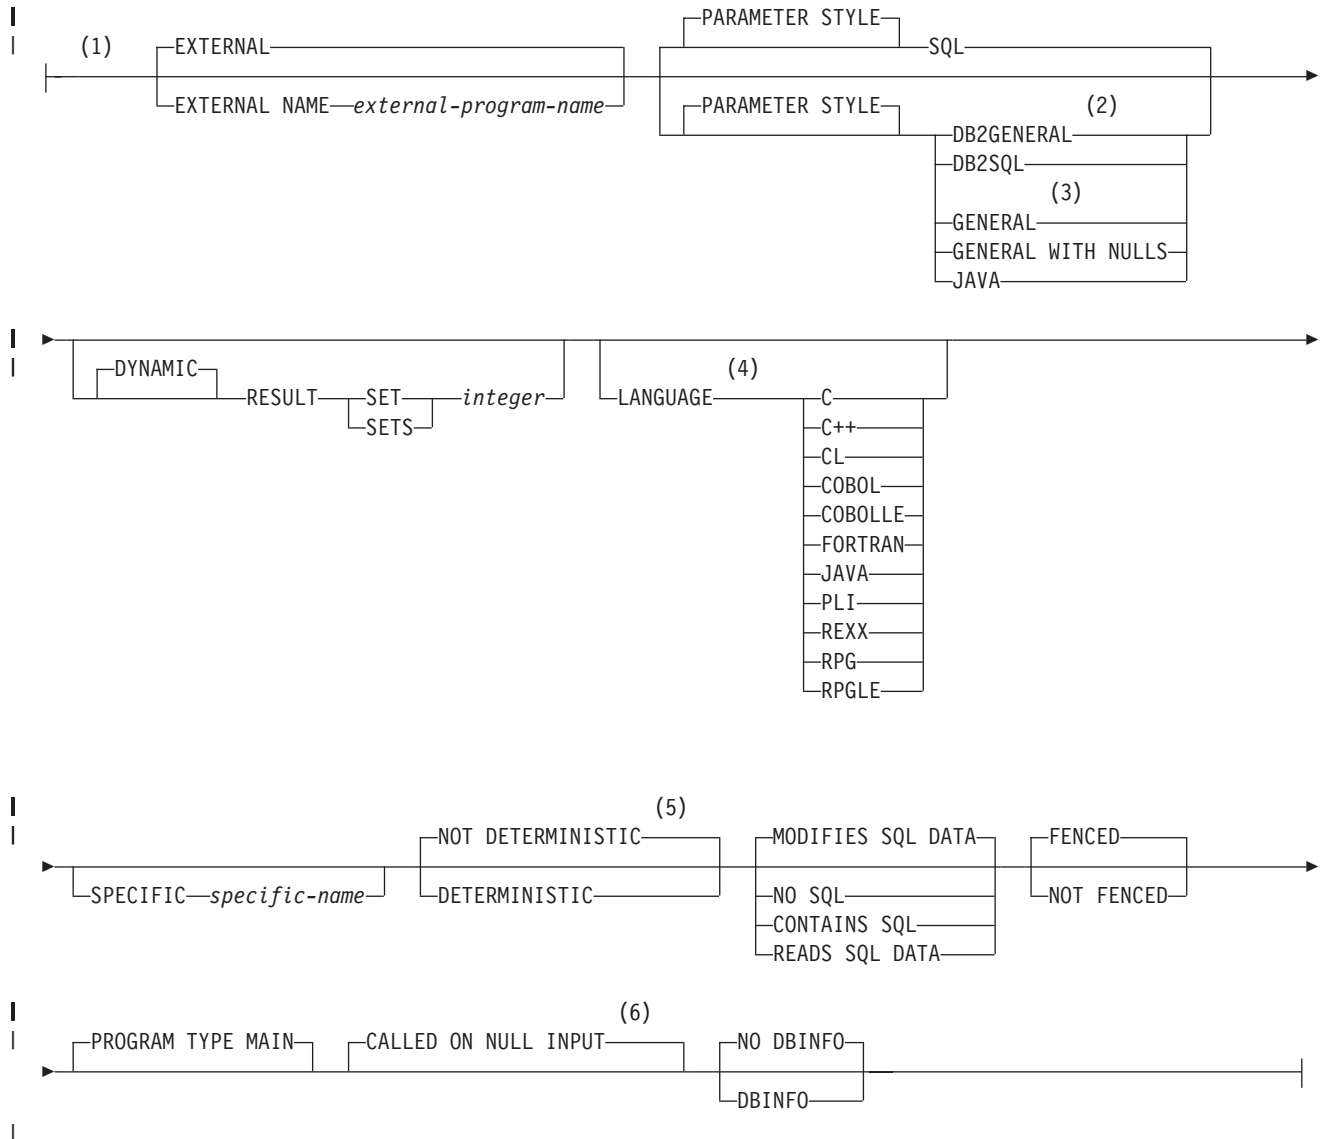 PARAMETER STYLE
(1) EXTERNAL SQL
EXTERNAL NAME external-program-name PARAMETER STYLE (2)
DB2GENERAL
DB2SQL
(3)
GENERAL
GENERAL WITH NULLS
JAVA
DYNAMIC (4)
RESULT SET integer LANGUAGE C
SETS C++
CL
COBOL
COBOLLE
FORTRAN
JAVA
PLI
REXX
RPG
RPGLE
(5)
NOT DETERMINISTIC MODIFIES SQL DATA FENCED
SPECIFIC specific-name DETERMINISTIC NO SQL NOT FENCED
CONTAINS SQL
READS SQL DATA
(6)
PROGRAM TYPE MAIN CALLED ON NULL INPUT NO DBINFO
DBINFO